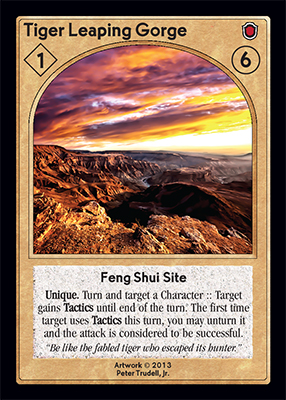 Tiger Leaping Gorge
1
6
Feng Shui Site
Unique. Turn and target a Character :: Target
gains Tactics until end of the turn. The first time
target uses Tactics this turn, you may unturn it
and the attack is considered to be successful.
"Be like the fabled tiger who escaped its hunter."
Artwork © 2013
Peter Trudell, Jr.